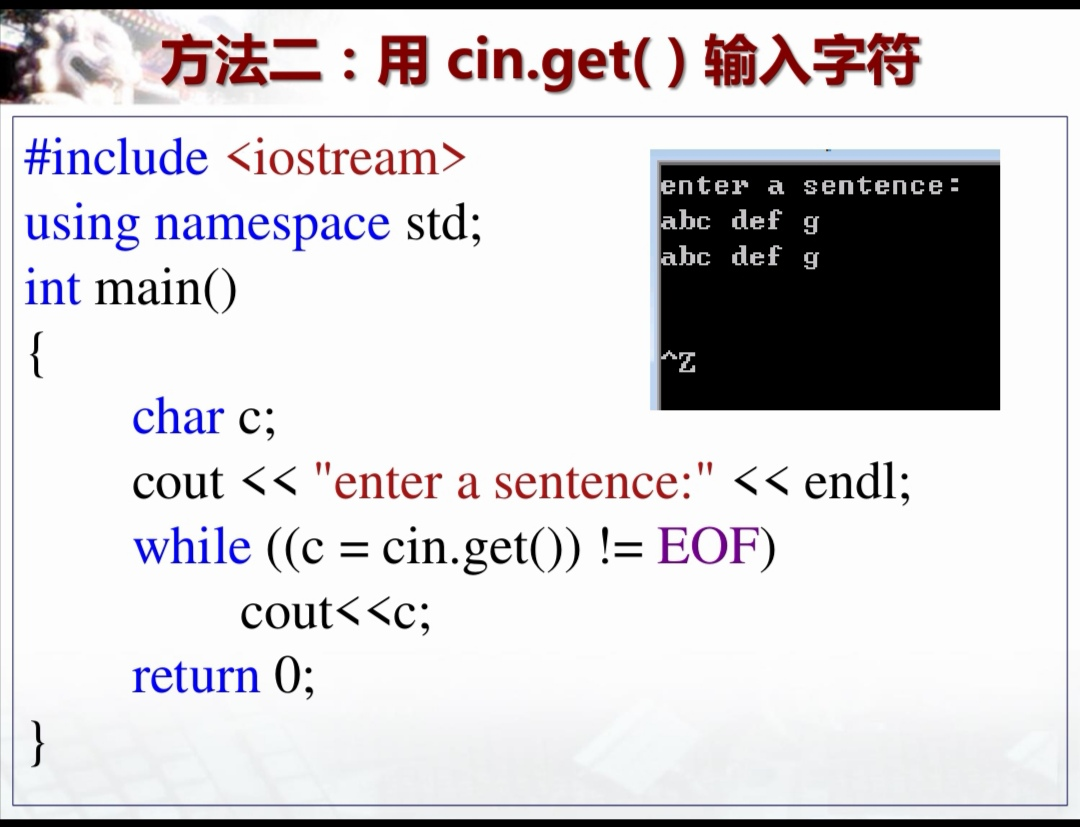 方法二：用 cin.get( ) 输入字符
#include <iostream>
using namespace std;
int main()
{
char c;
cout << "enter a sentence:" << endl;
while ((c = cin.get()) != EOF)
cout<<c;
return 0;
}
enter a sentence:
abc def g
abc def g
^Z